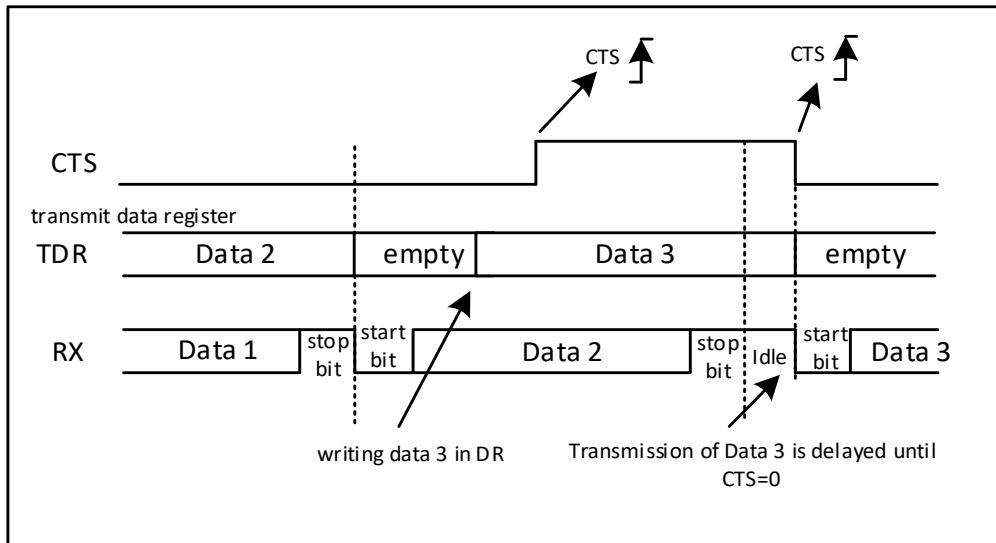 CTS
CTS
CTS
transmit data register
TDR
Data 2
empty
Data 3
empty
RX
Data 1
stop
bit
start
bit
Data 2
stop
bit
Idle
start
bit
Data 3
writing data 3 in DR
Transmission of Data 3 is delayed until
CTS=0